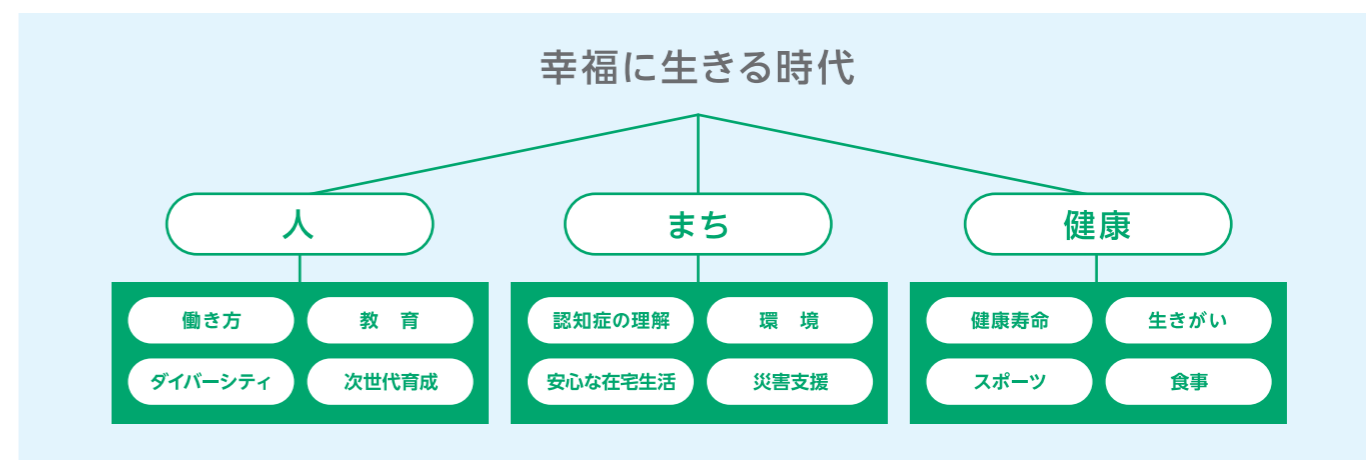 幸福に生きる時代
人
まち
健康
働き方
教　育
ダイバーシティ
次世代育成
認知症の理解
環　境
安心な在宅生活
災害支援
健康寿命
生きがい
スポーツ
食事